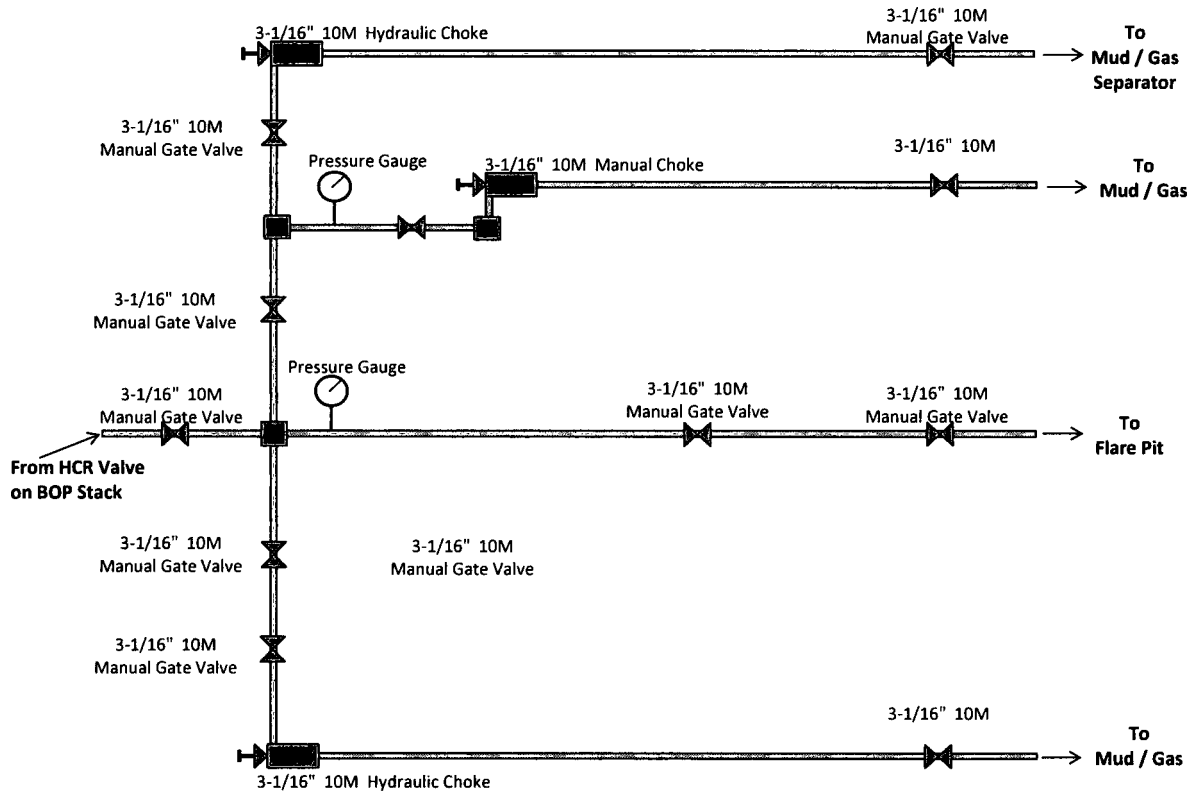 3-1/16" 10M Hydraulic Choke
3-1/16" 10M
Manual Gate Valve
To
Mud / Gas
Separator
3-1/16" 10M
Manual Gate Valve
Pressure Gauge
3-1/16" 10M Manual Choke
3-1/16" 10M
To
Mud / Gas
3-1/16" 10M
Manual Gate Valve
Pressure Gauge
3-1/16" 10M
Manual Gate Valve
3-1/16" 10M
Manual Gate Valve
3-1/16" 10M
Manual Gate Valve
To
Flare Pit
From HCR Valve
on BOP Stack
3-1/16" 10M
Manual Gate Valve
3-1/16" 10M
Manual Gate Valve
3-1/16" 10M
Manual Gate Valve
3-1/16" 10M
To
Mud / Gas
3-1/16" 10M Hydraulic Choke